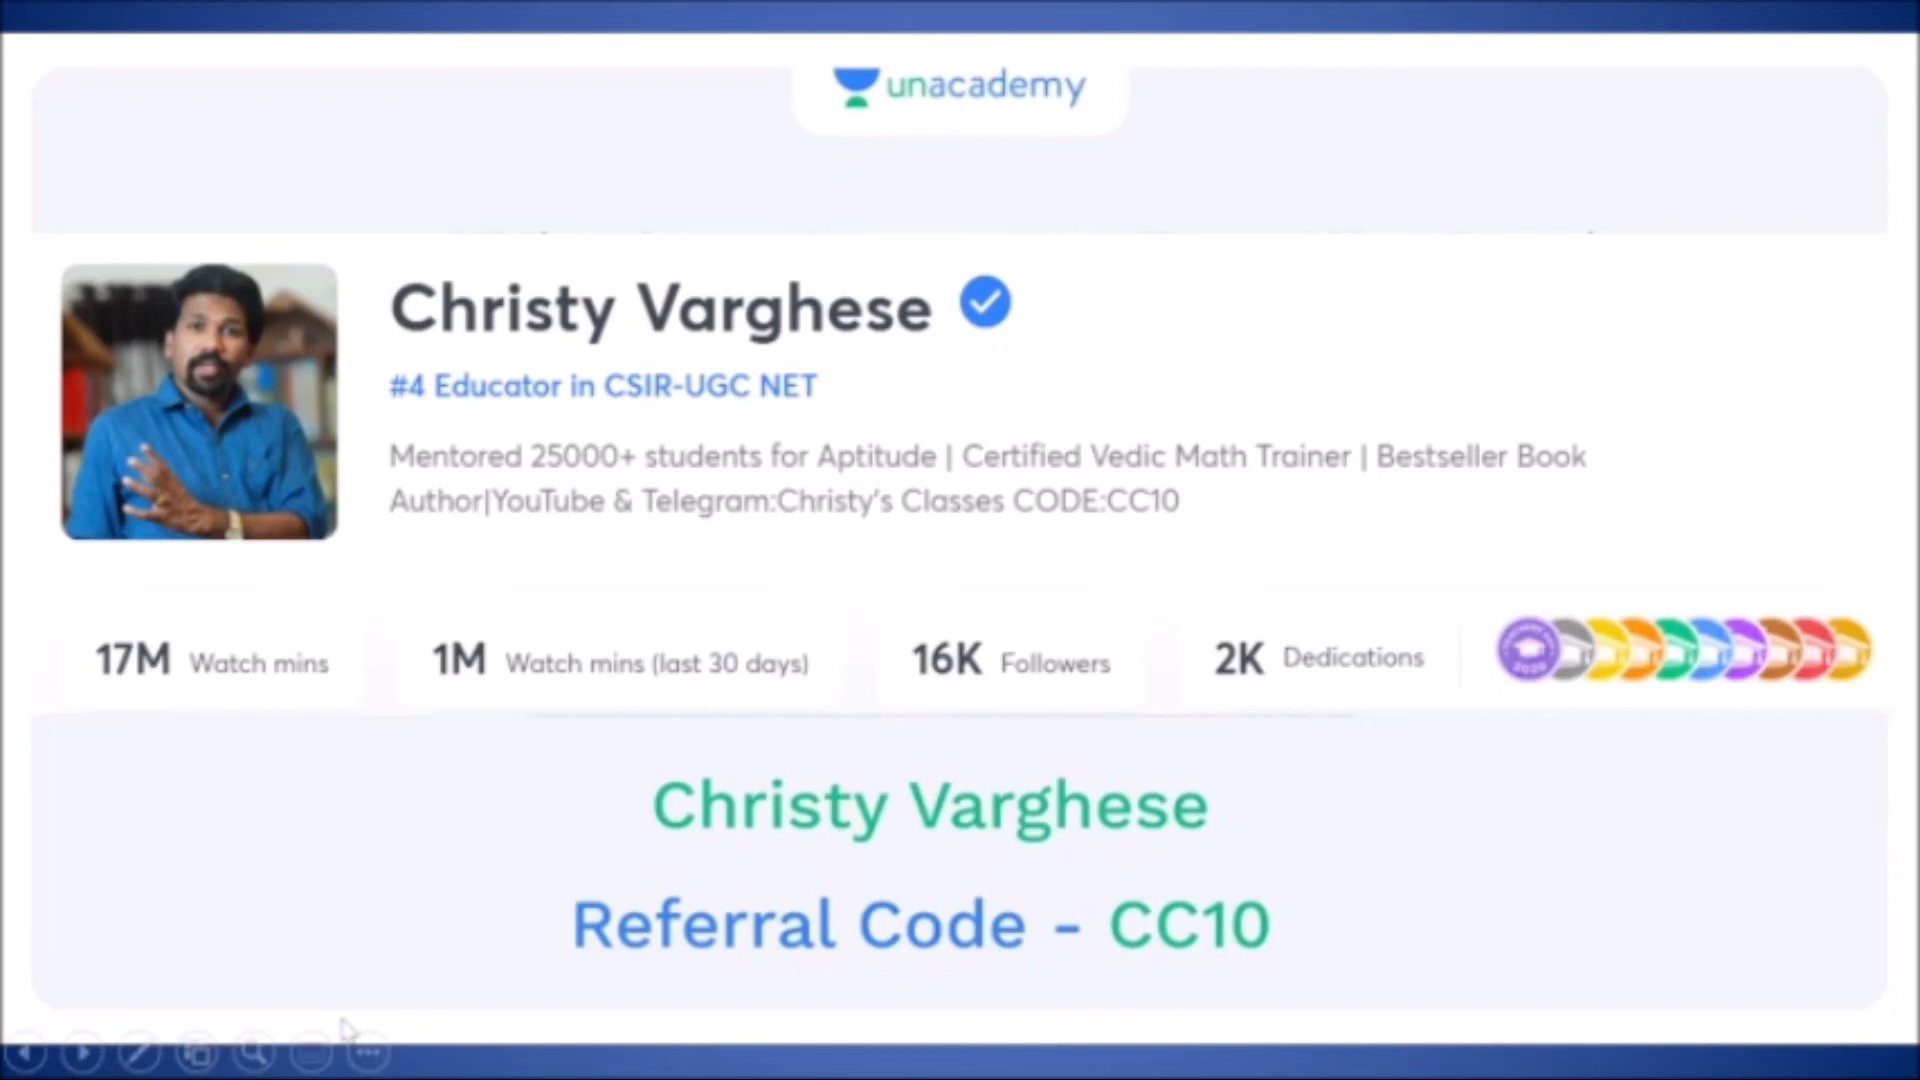 unacademy
Christy Varghese
#4 Educator in CSIR-UGC NET
Mentored 25000+ students for Aptitude | Certified Vedic Math Trainer | Bestseller Book
Author|YouTube & Telegram:Christy's Classes CODE:CC10
17M Watch mins 1M Watch mins (last 30 days) 16K Followers 2K Dedications
Christy Varghese
Referral Code - CC10